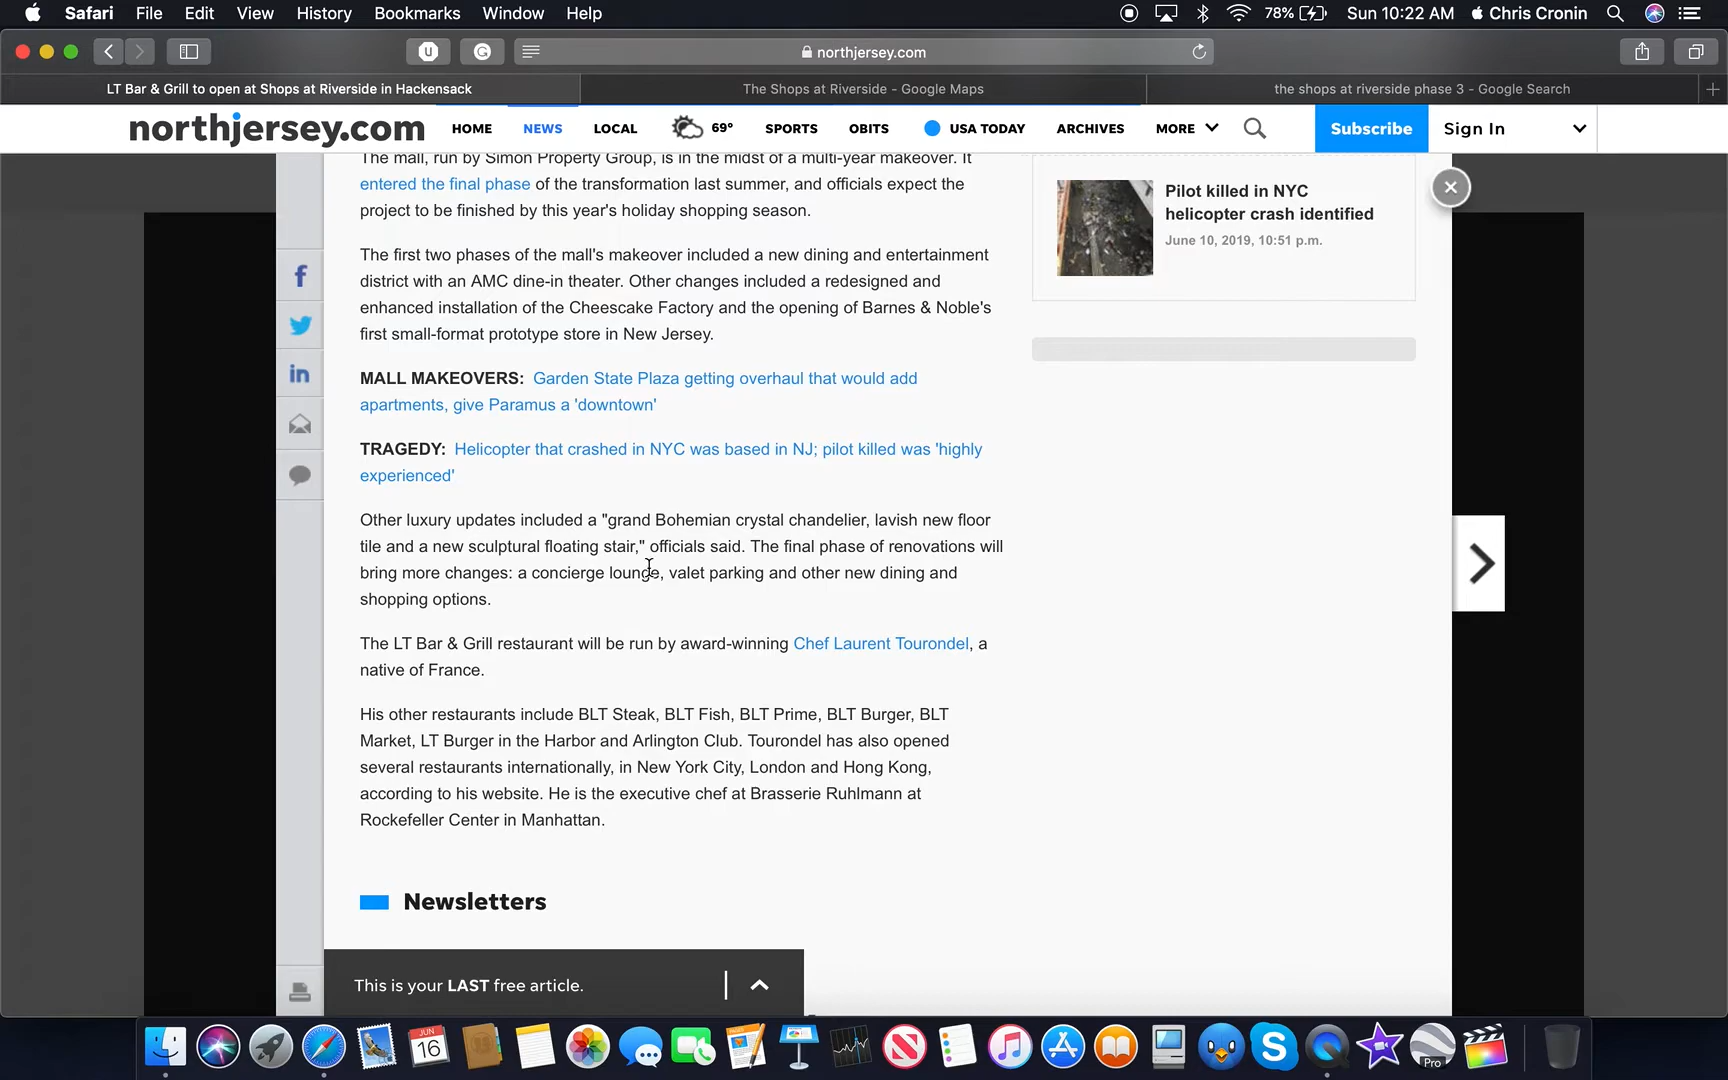 Safari File Edit View History Bookmarks Window Help 78% Sun 10:22 AM Chris Cronin
northjersey.com
LT Bar & Grill to open at Shops at Riverside in Hackensack
The Shops at Riverside - Google Maps
the shops at riverside phase 3 - Google Search
northjersey.com HOME NEWS LOCAL 69° SPORTS OBITS USA TODAY ARCHIVES MORE Subscribe Sign In
The mall, run by Simon Property Group, is in the midst of a multi-year makeover. It
entered the final phase of the transformation last summer, and officials expect the
project to be finished by this year's holiday shopping season.
The first two phases of the mall's makeover included a new dining and entertainment
district with an AMC dine-in theater. Other changes included a redesigned and
enhanced installation of the Cheescake Factory and the opening of Barnes & Noble's
first small-format prototype store in New Jersey.
MALL MAKEOVERS: Garden State Plaza getting overhaul that would add
apartments, give Paramus a 'downtown'
TRAGEDY: Helicopter that crashed in NYC was based in NJ; pilot killed was 'highly
experienced'
Other luxury updates included a "grand Bohemian crystal chandelier, lavish new floor
tile and a new sculptural floating stair," officials said. The final phase of renovations will
bring more changes: a concierge lounge, valet parking and other new dining and
shopping options.
The LT Bar & Grill restaurant will be run by award-winning Chef Laurent Tourondel, a
native of France.
His other restaurants include BLT Steak, BLT Fish, BLT Prime, BLT Burger, BLT
Market, LT Burger in the Harbor and Arlington Club. Tourondel has also opened
several restaurants internationally, in New York City, London and Hong Kong,
according to his website. He is the executive chef at Brasserie Ruhlmann at
Rockefeller Center in Manhattan.
Newsletters
This is your LAST free article.
Pilot killed in NYC
helicopter crash identified
June 10, 2019, 10:51 p.m.
JUN
16
Pro